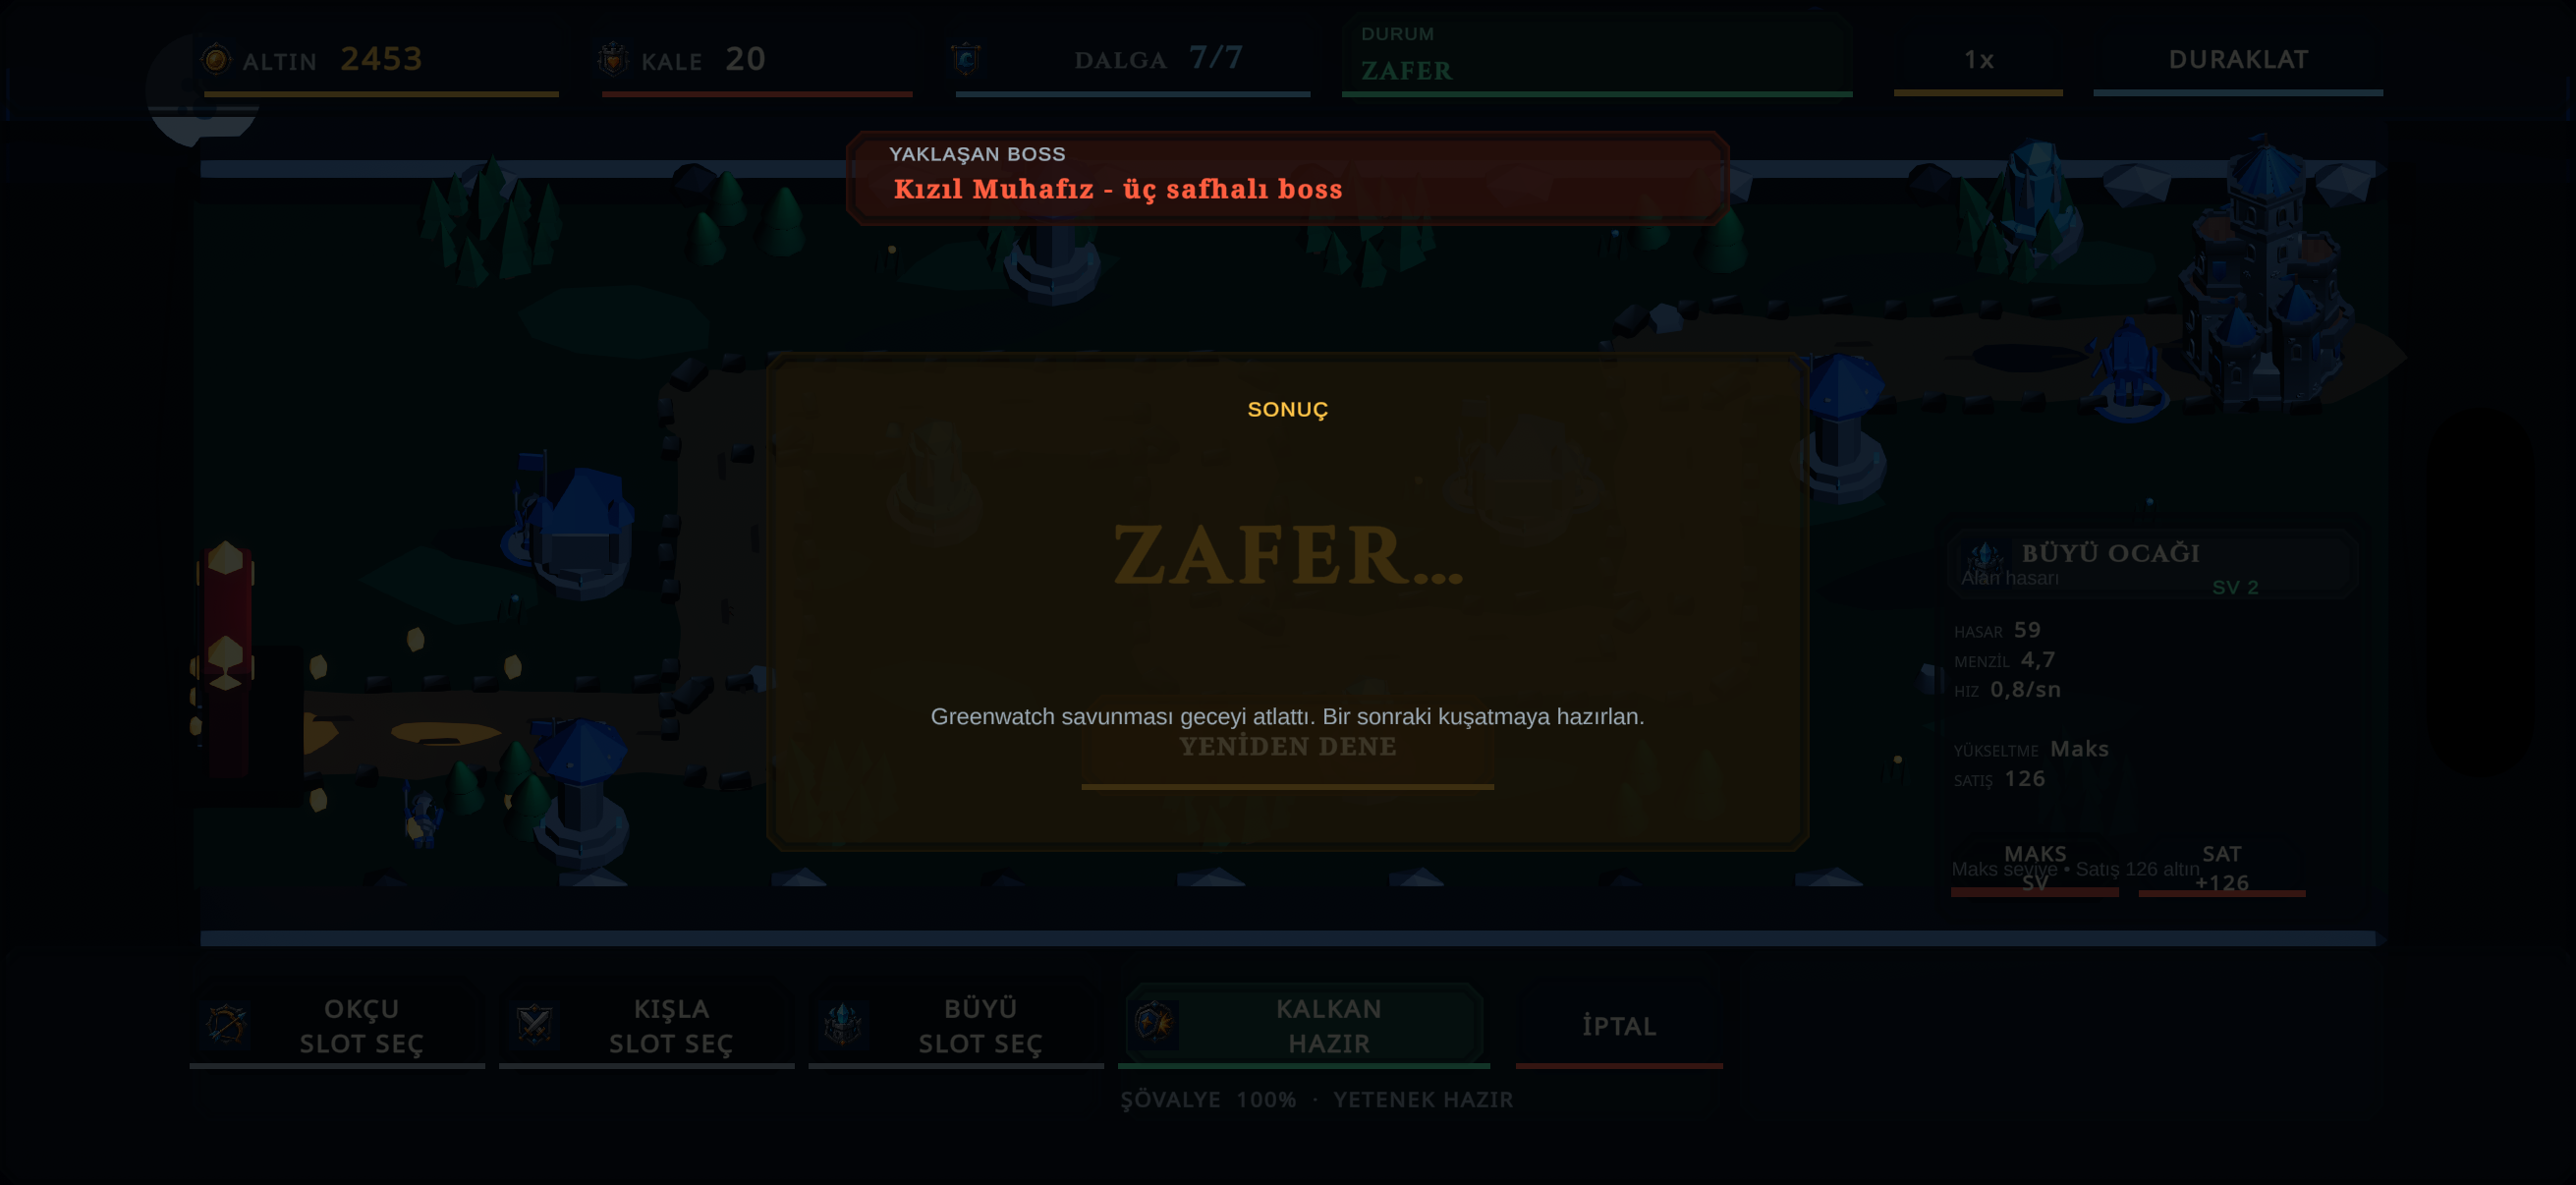 ALTIN 2453
KALE 20
DALGA 7/7
DURUM
ZAFER
1x
DURAKLAT
YAKLAŞAN BOSS
Kızıl Muhafız - üç safhalı boss
SONUÇ
ZAFER...
Greenwatch savunması geceyi atlattı. Bir sonraki kuşatmaya hazırlan.
YENİDEN DENE
BÜYÜ OCAĞI
Alan hasarı
SV 2
HASAR 59
MENZİL 4,7
HIZ 0,8/sn
YÜKSELTME Maks
SATIŞ 126
MAKS
SV
SAT
+126
Maks seviye • Satış 126 altın
OKÇU
SLOT SEÇ
KIŞLA
SLOT SEÇ
BÜYÜ
SLOT SEÇ
KALKAN
HAZIR
İPTAL
ŞÖVALYE 100% · YETENEK HAZIR